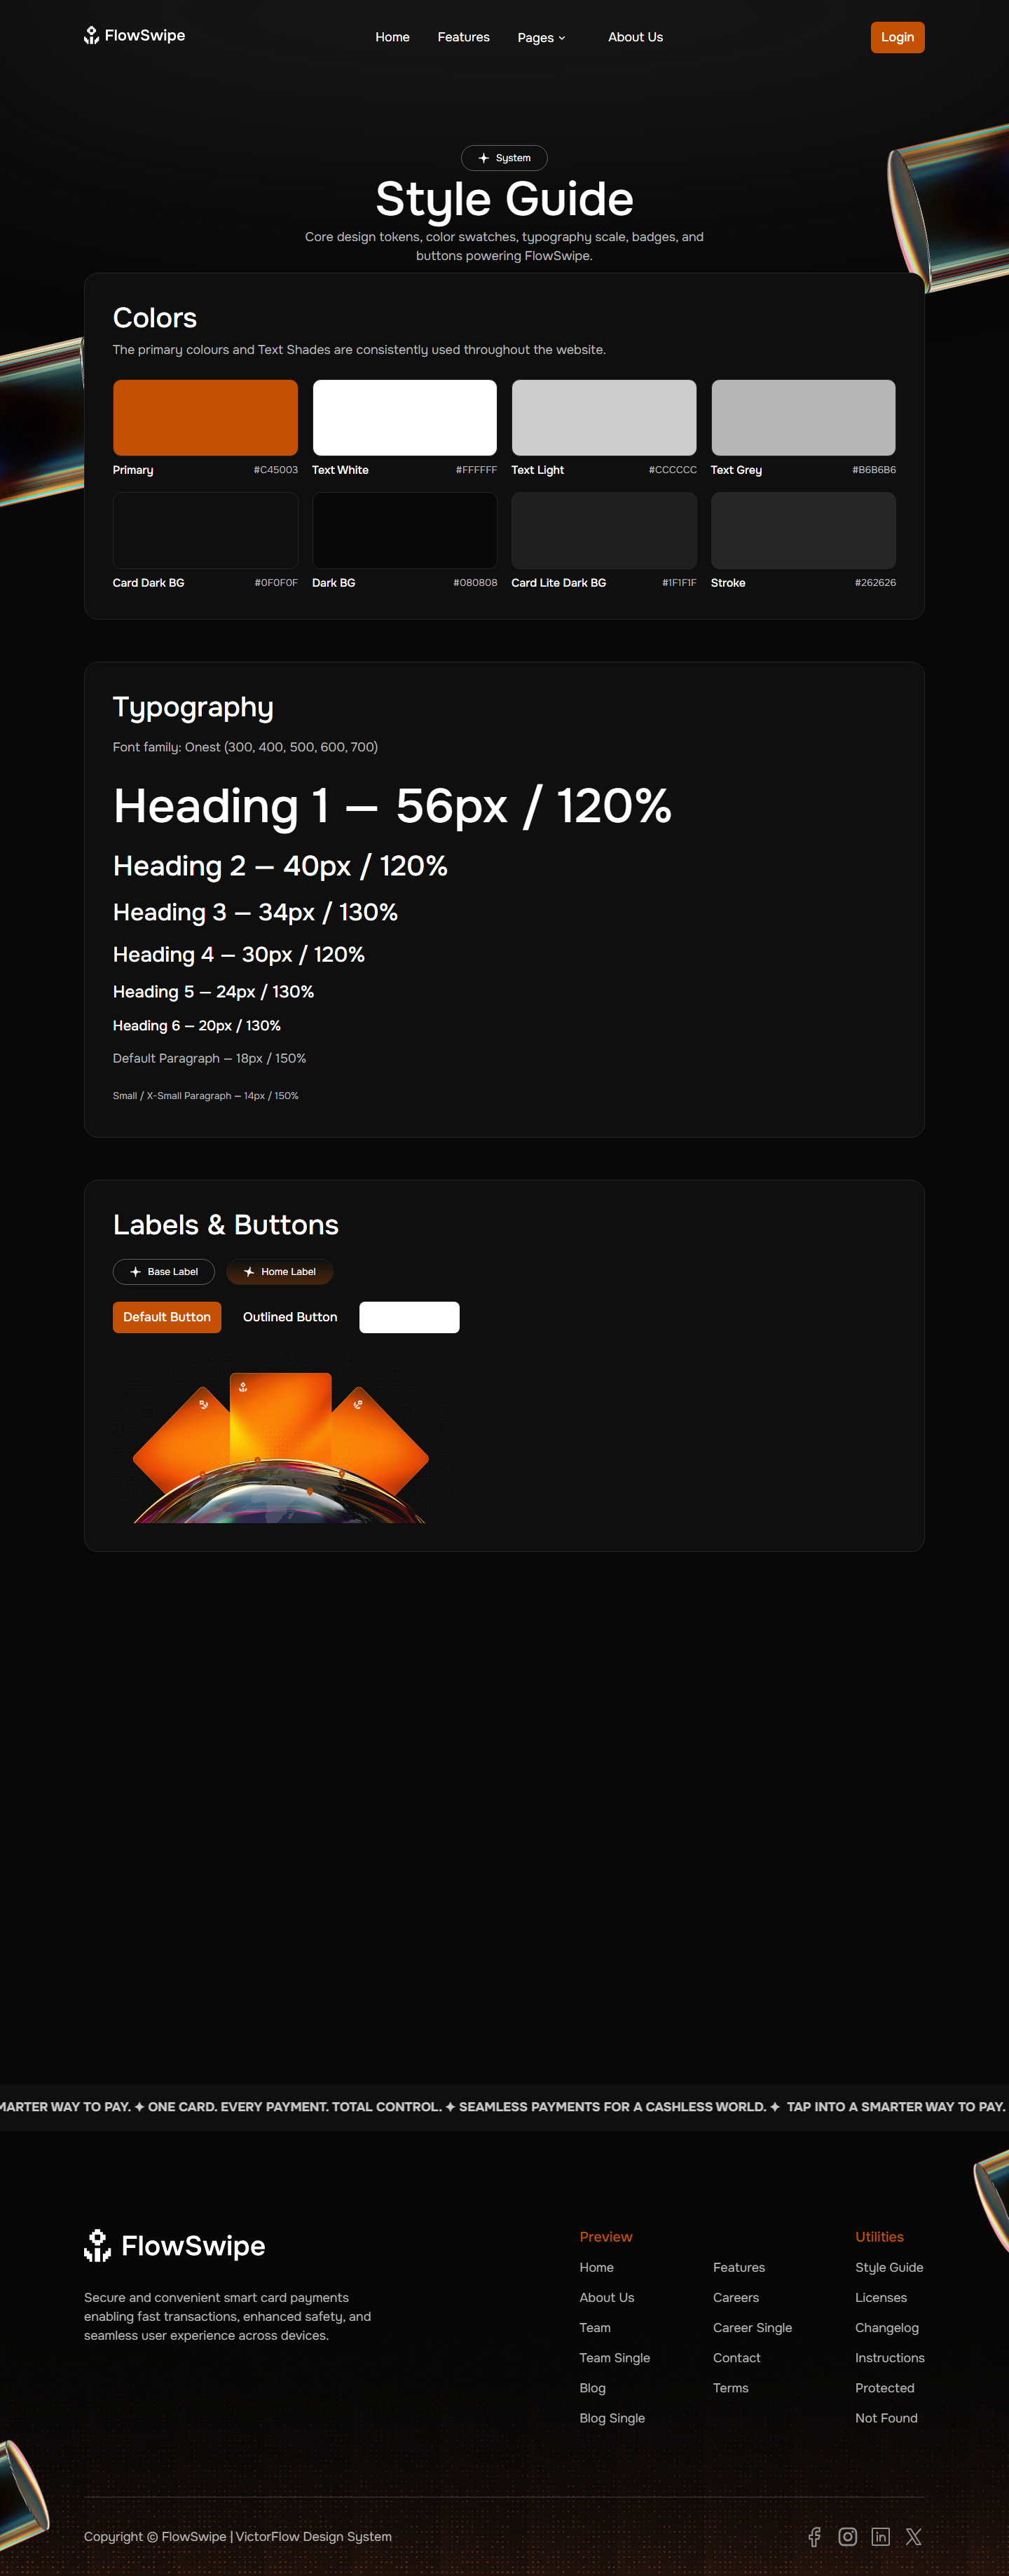 FlowSwipe
Home
Features
Pages
About Us
Login
System
Style Guide
Core design tokens, color swatches, typography scale, badges, and
buttons powering FlowSwipe.
Colors
The primary colours and Text Shades are consistently used throughout the website.
Primary
#C45003
Text White
#FFFFFF
Text Light
#CCCCCC
Text Grey
#B6B6B6
Card Dark BG
#0F0F0F
Dark BG
#080808
Card Lite Dark BG
#1F1F1F
Stroke
#262626
Typography
Font family: Onest (300, 400, 500, 600, 700)
Heading 1 — 56px / 120%
Heading 2 — 40px / 120%
Heading 3 — 34px / 130%
Heading 4 — 30px / 120%
Heading 5 — 24px / 130%
Heading 6 — 20px / 130%
Default Paragraph — 18px / 150%
Small / X-Small Paragraph — 14px / 150%
Labels & Buttons
Base Label
Home Label
Default Button
Outlined Button
MARTER WAY TO PAY. ✦ ONE CARD. EVERY PAYMENT. TOTAL CONTROL. ✦ SEAMLESS PAYMENTS FOR A CASHLESS WORLD. ✦ TAP INTO A SMARTER WAY TO PAY.
FlowSwipe
Secure and convenient smart card payments
enabling fast transactions, enhanced safety, and
seamless user experience across devices.
Preview
Home
About Us
Team
Team Single
Blog
Blog Single
Features
Careers
Career Single
Contact
Terms
Utilities
Style Guide
Licenses
Changelog
Instructions
Protected
Not Found
Copyright © FlowSwipe | VictorFlow Design System